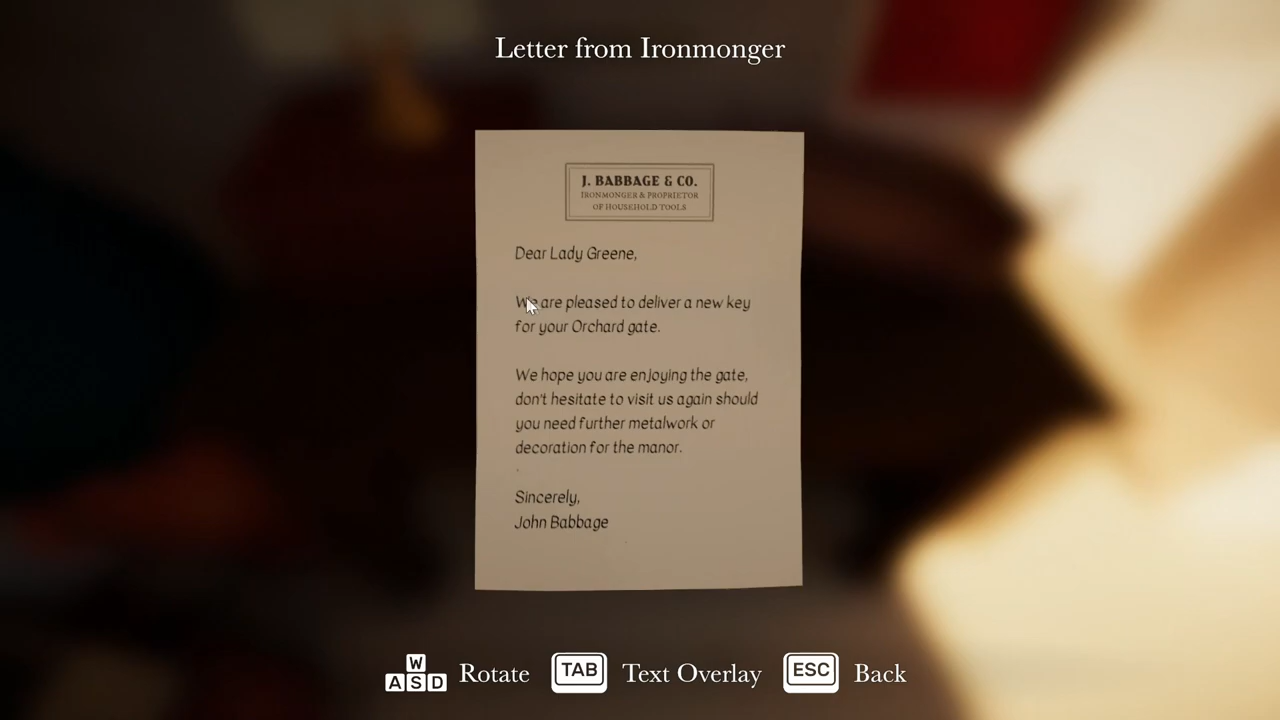 Letter from Ironmonger
J. BABBAGE & CO.
IRONMONGER & PROPRIETOR
OF HOUSEHOLD TOOLS
Dear Lady Greene,
We are pleased to deliver a new key
for your Orchard gate.
We hope you are enjoying the gate,
don't hesitate to visit us again should
you need further metalwork or
decoration for the manor.
Sincerely,
John Babbage
W
A S D Rotate TAB Text Overlay ESC Back